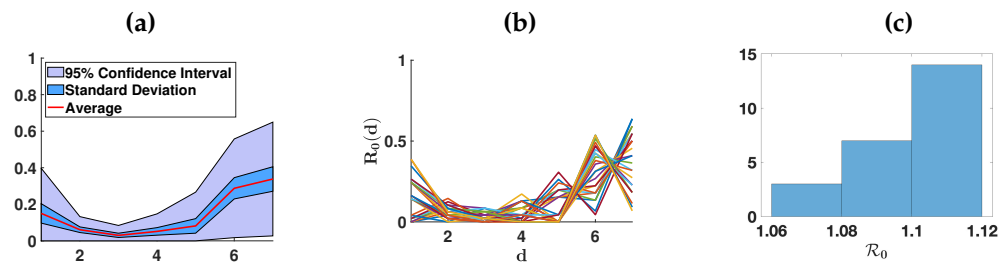 (a)
1
0.8
0.6
0.4
0.2
0
2 4 6
95% Confidence Interval
Standard Deviation
Average
(b)
1
0.5
0
R₀(d)
2 4 6
d
(c)
15
10
5
0
1.06 1.08 1.1 1.12
ℛ₀